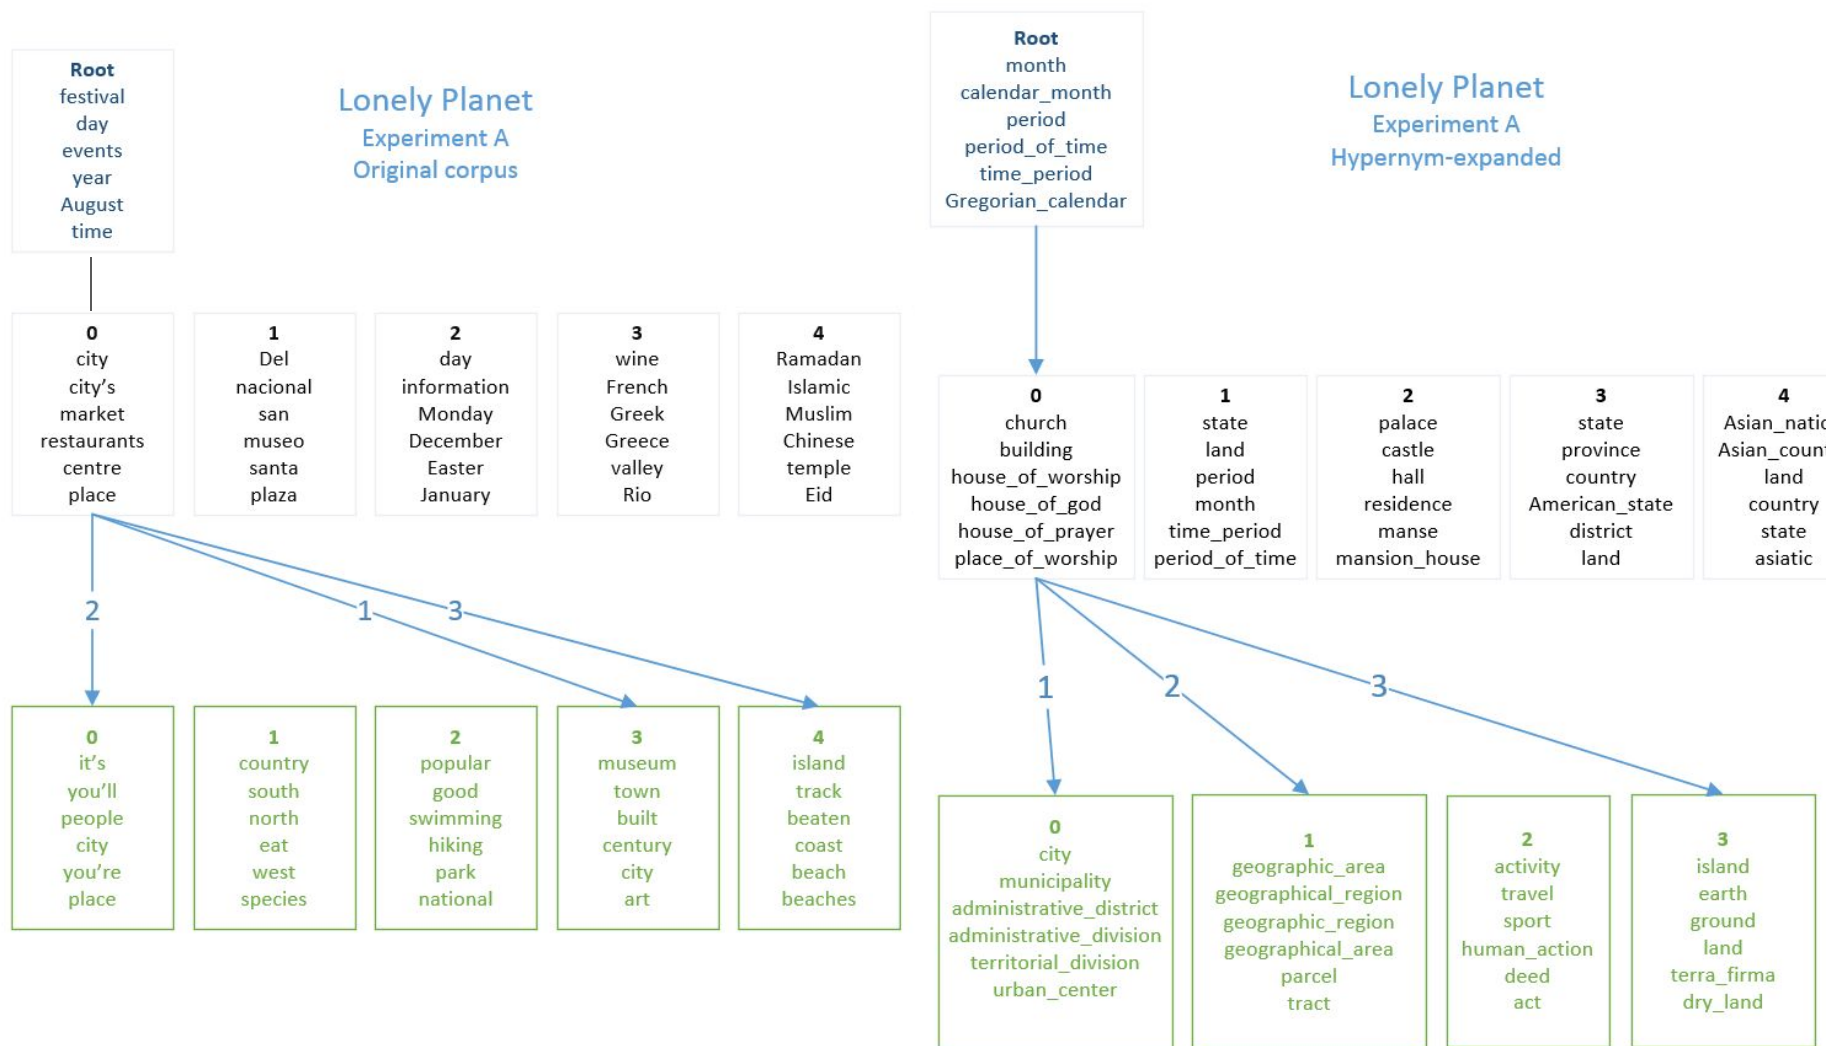 Root
festival
day
events
year
August
time
Lonely Planet
Experiment A
Original corpus
0
city
city's
market
restaurants
centre
place
1
Del
nacional
san
museo
santa
plaza
2
day
information
Monday
December
Easter
January
3
wine
French
Greek
Greece
valley
Rio
4
Ramadan
Islamic
Muslim
Chinese
temple
Eid
2
1
3
0
it's
you'll
people
city
you're
place
1
country
south
north
eat
west
species
2
popular
good
swimming
hiking
park
national
3
museum
town
built
century
city
art
4
island
track
beaten
coast
beach
beaches
Root
month
calendar_month
period
period_of_time
time_period
Gregorian_calendar
Lonely Planet
Experiment A
Hypernym-expanded
0
church
building
house_of_worship
house_of_god
house_of_prayer
place_of_worship
1
state
land
period
month
time_period
period_of_time
2
palace
castle
hall
residence
manse
mansion_house
3
state
province
country
American_state
district
land
4
land
country
state
asiatic
1
2
3
0
city
municipality
administrative_district
administrative_division
territorial_division
urban_center
1
geographic_area
geographical_region
geographic_region
geographical_area
parcel
tract
2
activity
travel
sport
human_action
deed
act
3
island
earth
ground
land
terra_firma
dry_land